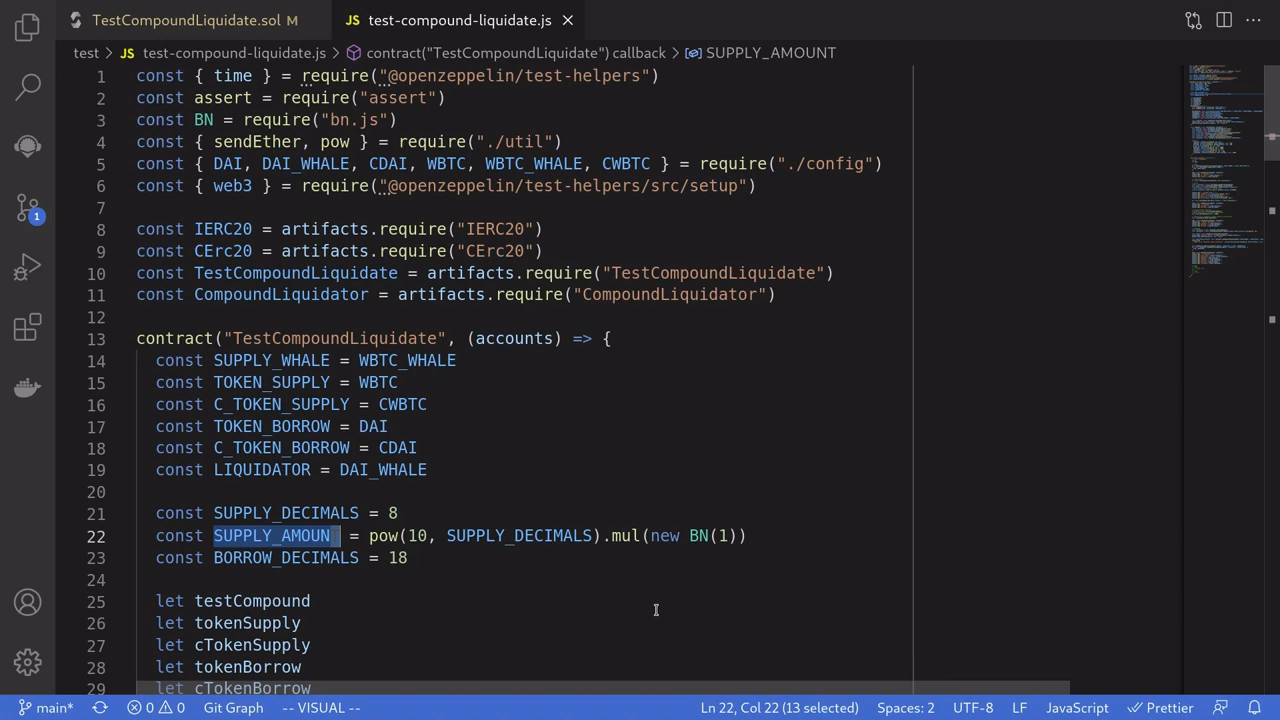 TestCompoundLiquidate.sol M
JS test-compound-liquidate.js
test > JS test-compound-liquidate.js > contract("TestCompoundLiquidate") callback > SUPPLY_AMOUNT
1 const { time } = require("@openzeppelin/test-helpers")
2 const assert = require("assert")
3 const BN = require("bn.js")
4 const { sendEther, pow } = require("./util")
5 const { DAI, DAI_WHALE, CDAI, WBTC, WBTC_WHALE, CWBTC } = require("./config")
6 const { web3 } = require("@openzeppelin/test-helpers/src/setup")
7
8 const IERC20 = artifacts.require("IERC20")
9 const CErc20 = artifacts.require("CErc20")
10 const TestCompoundLiquidate = artifacts.require("TestCompoundLiquidate")
11 const CompoundLiquidator = artifacts.require("CompoundLiquidator")
12
13 contract("TestCompoundLiquidate", (accounts) => {
14 const SUPPLY_WHALE = WBTC_WHALE
15 const TOKEN_SUPPLY = WBTC
16 const C_TOKEN_SUPPLY = CWBTC
17 const TOKEN_BORROW = DAI
18 const C_TOKEN_BORROW = CDAI
19 const LIQUIDATOR = DAI_WHALE
20
21 const SUPPLY_DECIMALS = 8
22 const SUPPLY_AMOUNT = pow(10, SUPPLY_DECIMALS).mul(new BN(1))
23 const BORROW_DECIMALS = 18
24
25 let testCompound
26 let tokenSupply
27 let cTokenSupply
28 let tokenBorrow
29 let cTokenBorrow
1
main* 0 0 Git Graph -- VISUAL -- Ln 22, Col 22 (13 selected) Spaces: 2 UTF-8 LF JavaScript Prettier